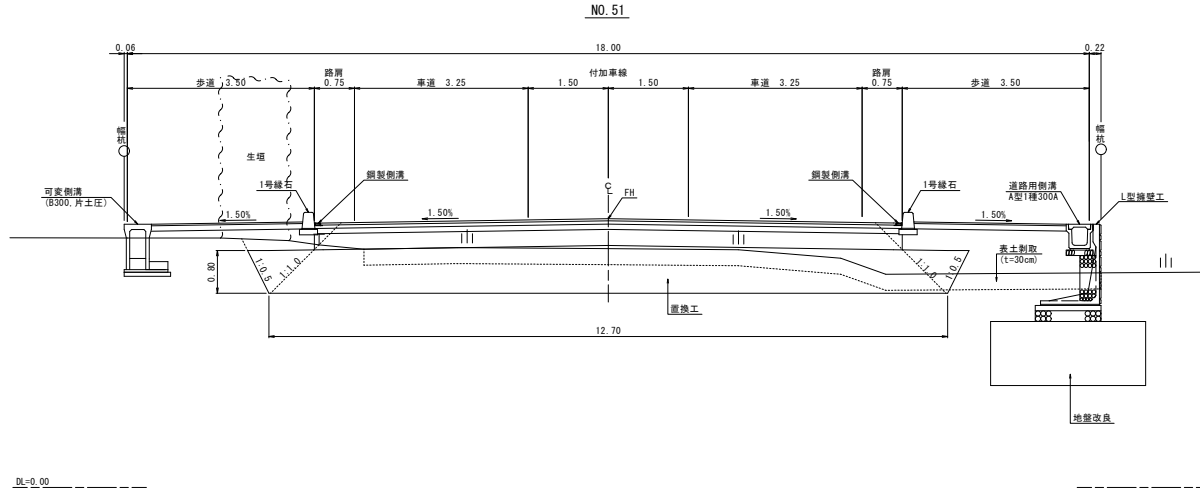 NO.51
0.06
18.00
0.22
歩道 3.50
路肩
0.75
車道 3.25
付加車線
1.50
1.50
車道 3.25
路肩
0.75
歩道 3.50
幅杭
幅杭
生垣
可変側溝
(B300,片土圧)
1号縁石
鋼製側溝
CL
FH
鋼製側溝
1号縁石
道路用側溝
A型1種300A
L型擁壁工
1.50%
1.50%
1.50%
1.50%
表土剥取
(t=30cm)
0.80
1:0.5
1:1.0
1:1.0
1:0.5
置換工
12.70
地盤改良
DL=0.00